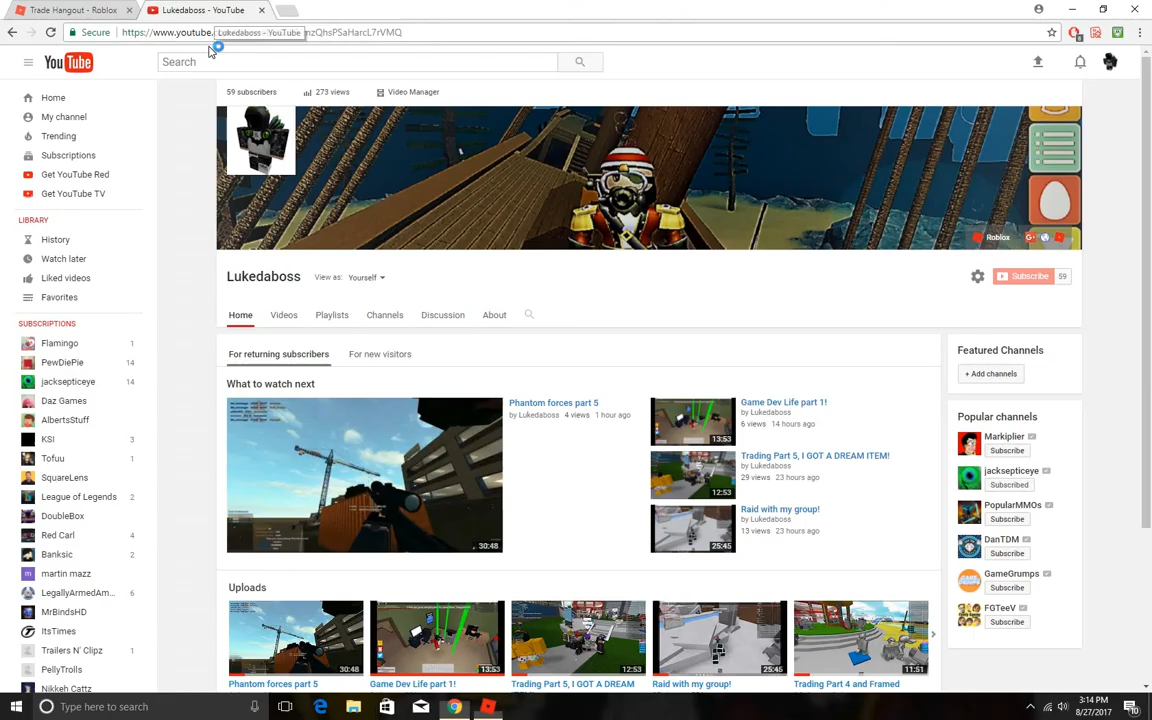 Trade Hangout - Roblox
Lukedaboss - YouTube
Secure
https://www.youtube.
Lukedaboss - YouTube
nzQhsPSaHarcL7rVMQ
YouTube
Search
59 subscribers
273 views
Video Manager
Home
My channel
Trending
Subscriptions
Get YouTube Red
Get YouTube TV
LIBRARY
History
Watch later
Liked videos
Favorites
SUBSCRIPTIONS
Flamingo 1
PewDiePie 14
jacksepticeye 14
Daz Games
AlbertsStuff
KSI 3
Tofuu 1
SquareLens
League of Legends 2
DoubleBox
Red Carl 4
Banksic 2
martin mazz
LegallyArmedAm... 6
MrBindsHD
ItsTimes
Trailers N' Clipz 1
PellyTrolls
Nikkeh Cattz
Roblox
Lukedaboss
View as: Yourself
Subscribe 59
Home Videos Playlists Channels Discussion About
For returning subscribers For new visitors
What to watch next
30:48
Phantom forces part 5
by Lukedaboss 4 views 1 hour ago
13:53
Game Dev Life part 1!
by Lukedaboss
6 views 14 hours ago
12:53
Trading Part 5, I GOT A DREAM ITEM!
by Lukedaboss
29 views 23 hours ago
25:45
Raid with my group!
by Lukedaboss
13 views 23 hours ago
Uploads
30:48
Phantom forces part 5
13:53
Game Dev Life part 1!
12:53
Trading Part 5, I GOT A DREAM
25:45
Raid with my group!
11:51
Trading Part 4 and Framed
Featured Channels
+ Add channels
Popular channels
Markiplier
Subscribe
jacksepticeye
Subscribed
PopularMMOs
Subscribe
DanTDM
Subscribe
GameGrumps
Subscribe
FGTeeV
Subscribe
Type here to search
3:14 PM
8/27/2017
10